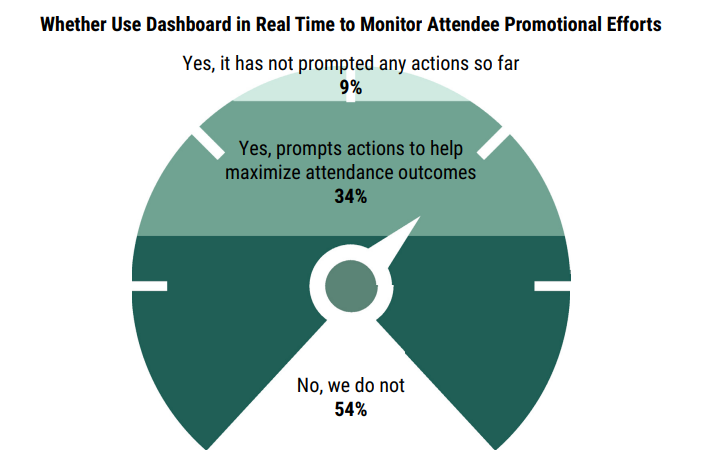 Whether Use Dashboard in Real Time to Monitor Attendee Promotional Efforts
Yes, it has not prompted any actions so far
9%
Yes, prompts actions to help
maximize attendance outcomes
34%
No, we do not
54%